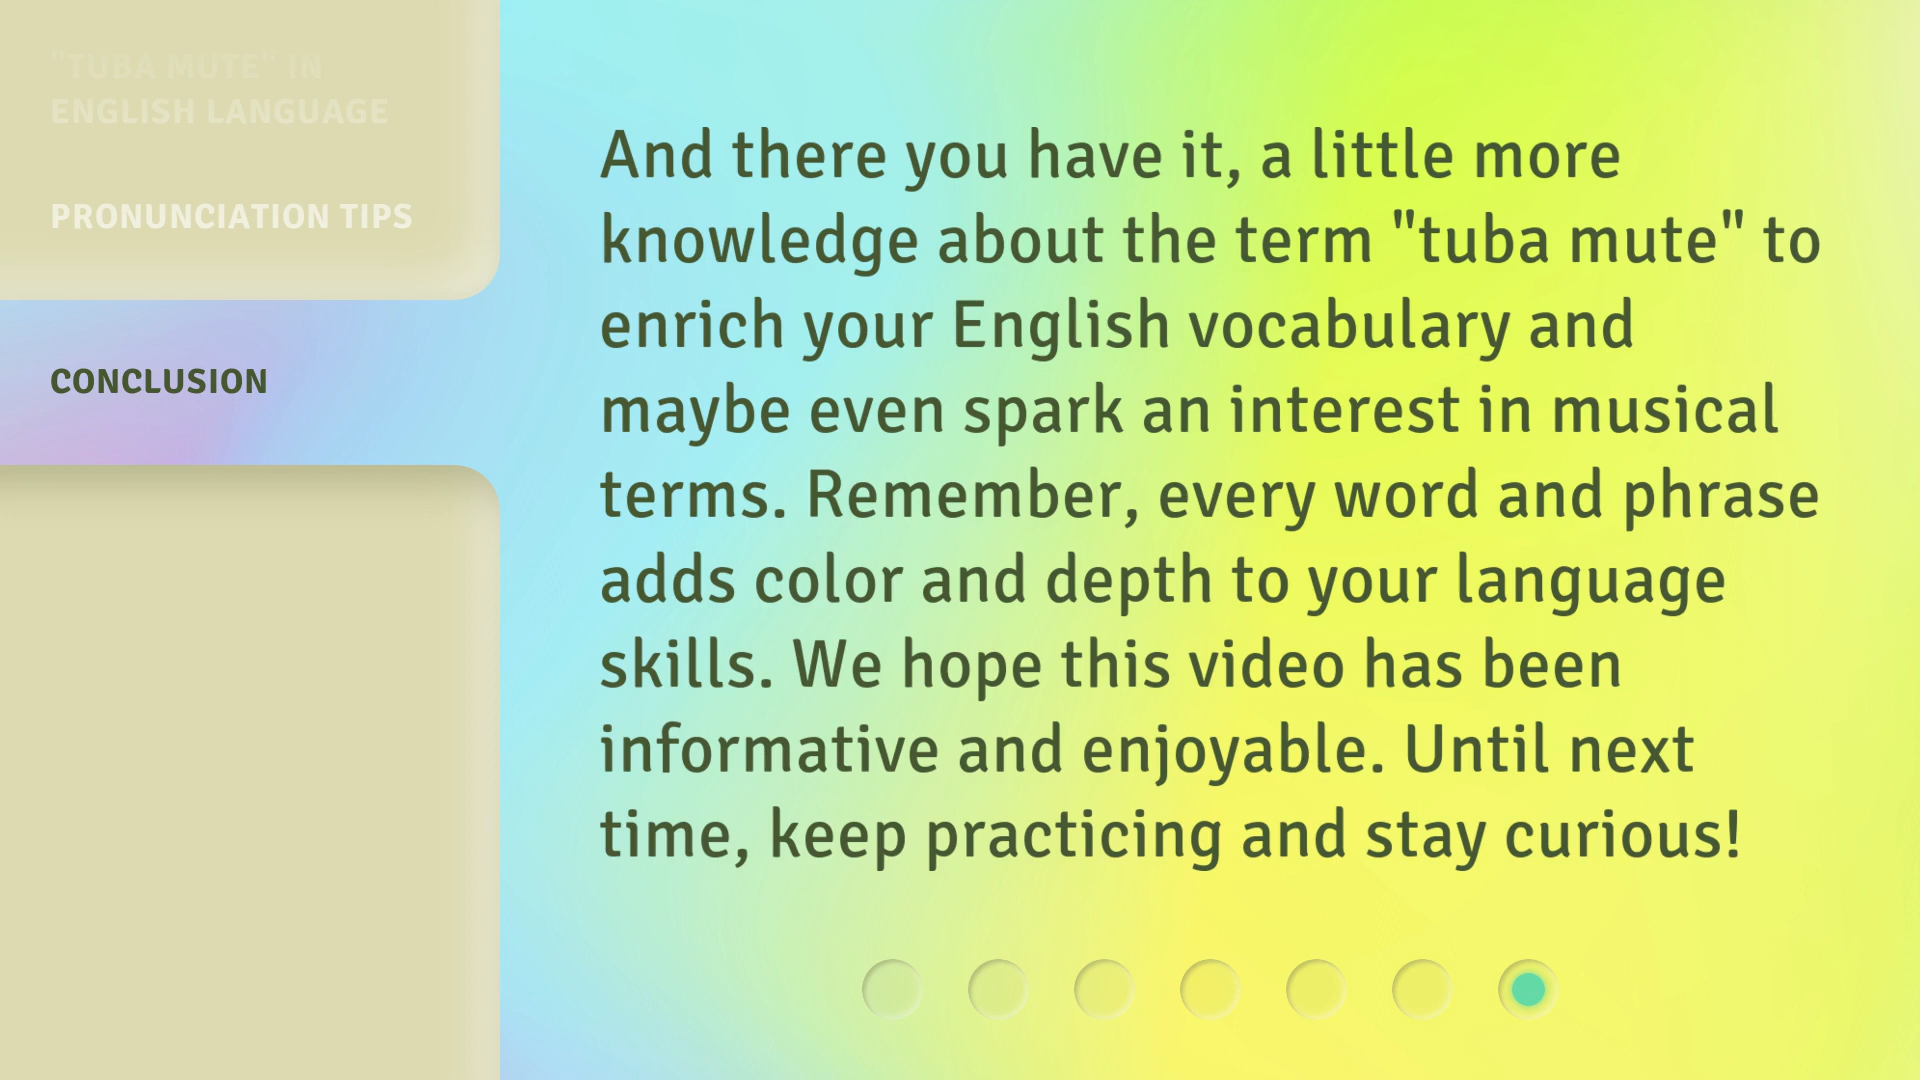 "TUBA MUTE" IN
ENGLISH LANGUAGE
PRONUNCIATION TIPS
CONCLUSION
And there you have it, a little more
knowledge about the term "tuba mute" to
enrich your English vocabulary and
maybe even spark an interest in musical
terms. Remember, every word and phrase
adds color and depth to your language
skills. We hope this video has been
informative and enjoyable. Until next
time, keep practicing and stay curious!